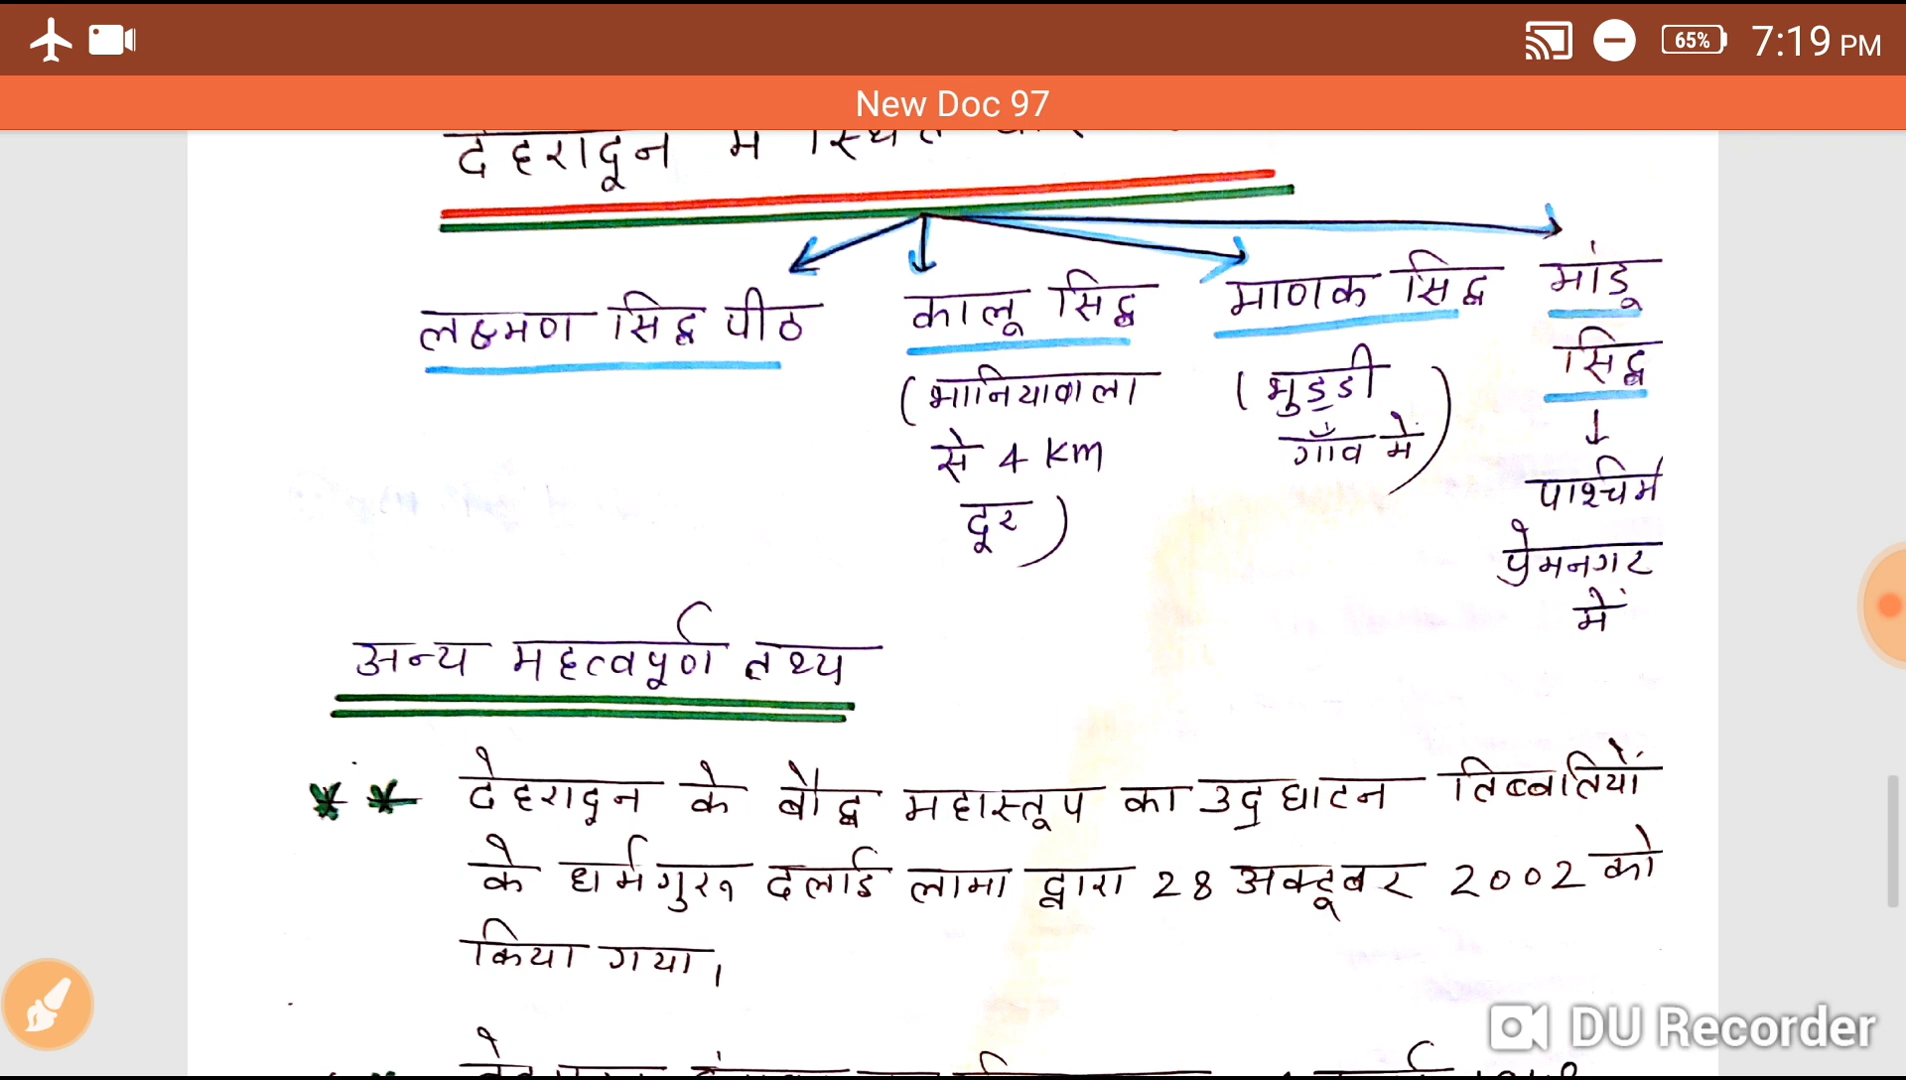 65% 7:19 PM
New Doc 97
देहरादून में स्थित
लक्ष्मण सिद्ध पीठ
कालू सिद्ध
(भानियावाला
से 4 km
दूर)
माणक सिद्ध
(भुड्डी
गाँव में)
मांडू
सिद्ध
↓
पश्चिम
प्रेमनगर
में
अन्य महत्वपूर्ण तथ्य
** देहरादून के बौद्ध महास्तूप का उद्घाटन तिब्बतियों
के धर्मगुरु दलाई लामा द्वारा 28 अक्टूबर 2002 को
किया गया।
DU Recorder